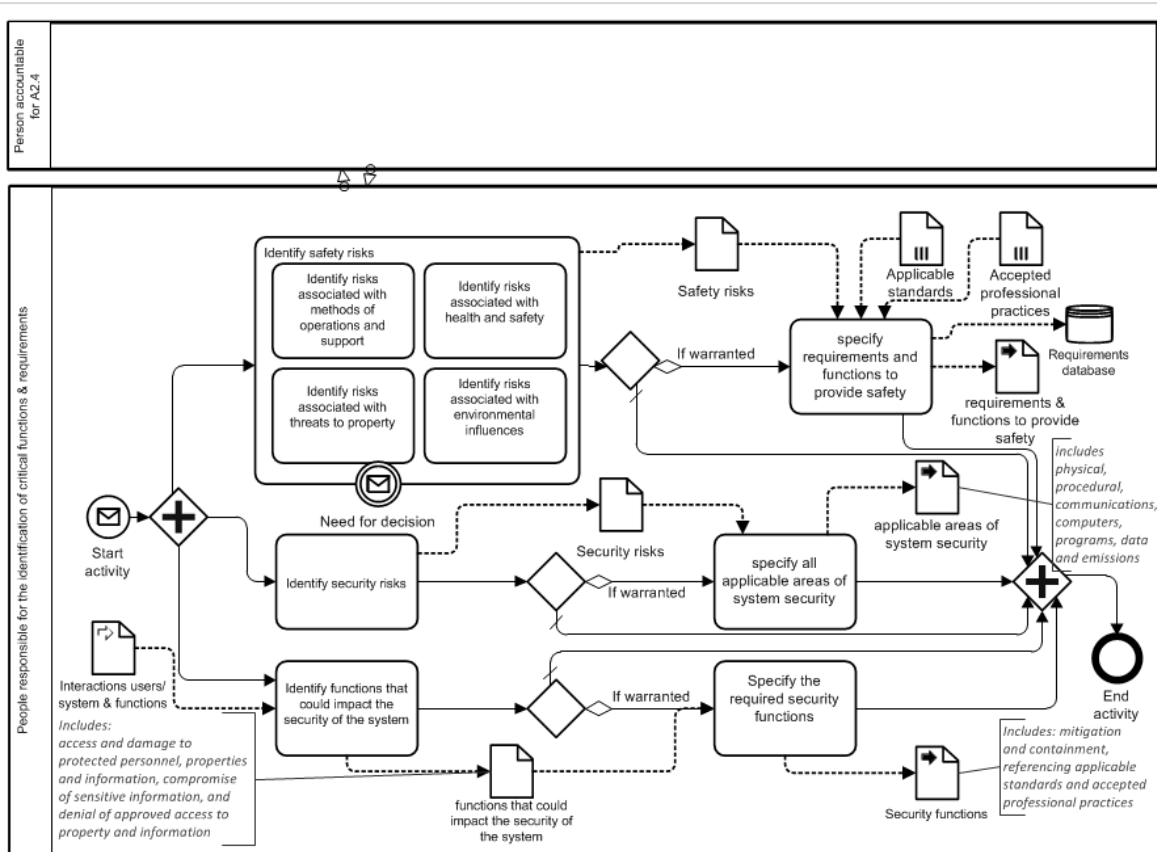 Person accountable
for A2.4
People responsible for the identification of critical functions & requirements
Identify safety risks
Identify risks
associated with
methods of
operations and
support
Identify risks
associated with
health and safety
Identify risks
associated with
threats to property
Identify risks
associated with
environmental
influences
Need for decision
Safety risks
Applicable
standards
Accepted
professional
practices
If warranted
specify
requirements and
functions to
provide safety
Requirements
database
requirements &
functions to provide
safety
includes
physical,
procedural,
communications,
computers,
programs, data
and emissions
Start
activity
Identify security risks
Security risks
If warranted
specify all
applicable areas of
system security
applicable areas of
system security
Interactions users/
system & functions
Identify functions that
could impact the
security of the system
If warranted
Specify the
required security
functions
End
activity
Includes:
access and damage to
protected personnel, properties
and information, compromise
of sensitive information, and
denial of approved access to
property and information
functions that could
impact the security of
the system
Security functions
Includes: mitigation
and containment,
referencing applicable
standards and accepted
professional practices